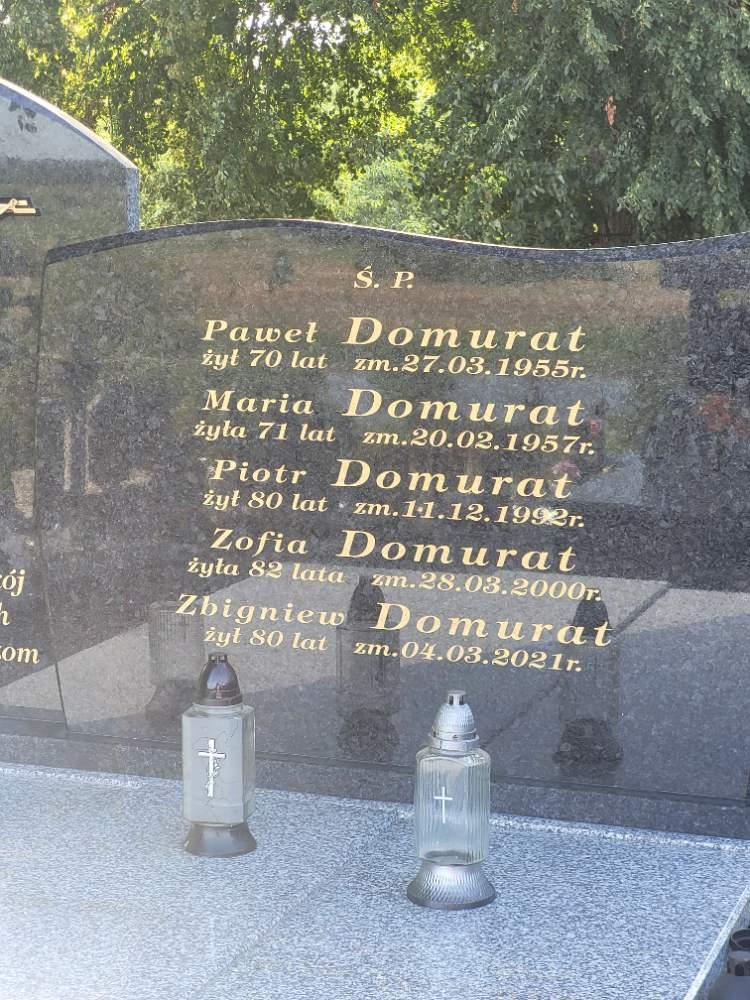 Ś. P.
Paweł Domurat
żył 70 lat zm.27.03.1955r.
Maria Domurat
żyła 71 lat zm.20.02.1957r.
Piotr Domurat
żył 80 lat zm.11.12.1992r.
Zofia Domurat
żyła 82 lata zm.28.03.2000r.
Zbigniew Domurat
żył 80 lat zm.04.03.2021r.